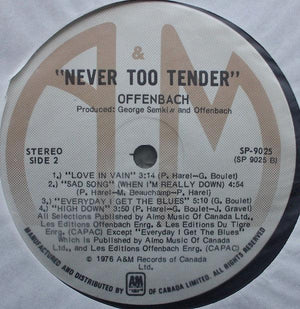 &
"NEVER TOO TENDER"
OFFENBACH
Produced: George Semkiw and Offenbach
STEREO
SIDE 2
SP-9025
(SP 9025 B)
1.) "LOVE IN VAIN" 3:14 (P. Harel - G. Boulet)
2.) "SAD SONG" (WHEN I'M REALLY DOWN) 4:54
(P. Harel - M. Beauchamp - P. Harel)
3.) "EVERYDAY I GET THE BLUES" 5:10 (G. Boulet)
4.) "HIGH DOWN" 3:50 (P. Harel - J. Gravel)
All Selections Published by Almo Music Of Canada Ltd.,
and Les Editions Offenbach Enrg. & Les Editions Du Tigre
Enrg. (CAPAC) Except "Everyday I Get The Blues"
Which is Published by Almo Music Of Canada
Ltd. and Les Editions Offenbach
Enrg. (CAPAC)
℗ © 1976 A&M Records of Canada
Ltd.
MANUFACTURED AND DISTRIBUTED BY A&M RECORDS OF CANADA LIMITED. ALL RIGHTS RESERVED